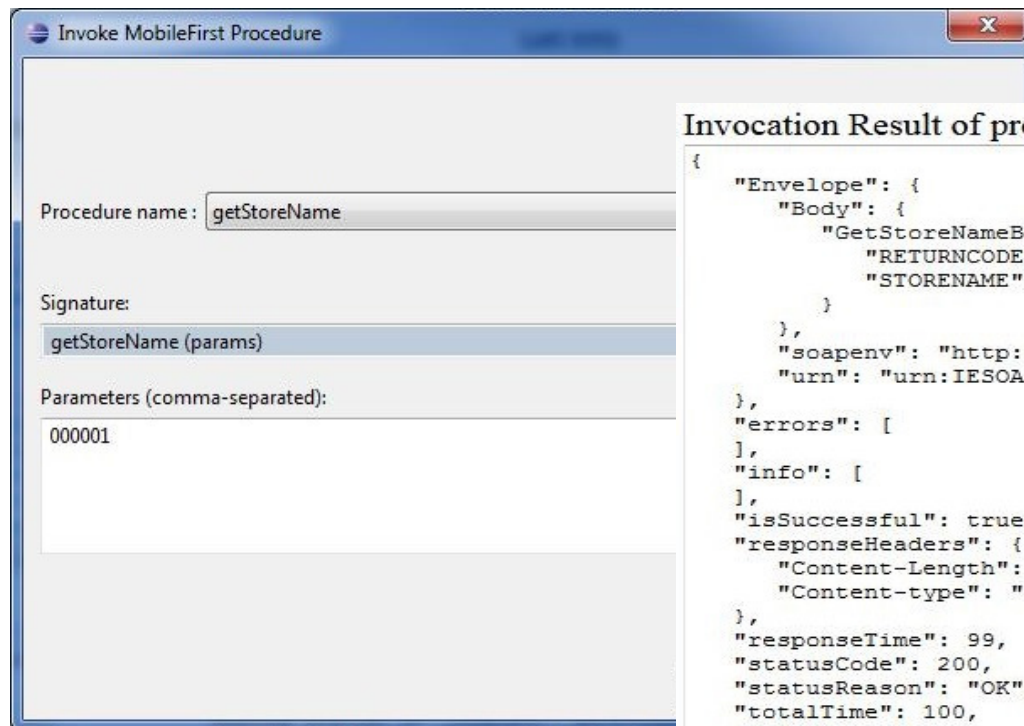 Invoke MobileFirst Procedure
Procedure name : getStoreName
Signature:
getStoreName (params)
Parameters (comma-separated):
000001
Invocation Result of pr
{
"Envelope": {
"Body": {
"GetStoreNameB
"RETURNCODE
"STORENAME"
}
},
"soapenv": "http:
"urn": "urn:IESOA
},
"errors": [
],
"info": [
],
"isSuccessful": true
"responseHeaders": {
"Content-Length":
"Content-type": "
},
"responseTime": 99,
"statusCode": 200,
"statusReason": "OK"
"totalTime": 100,